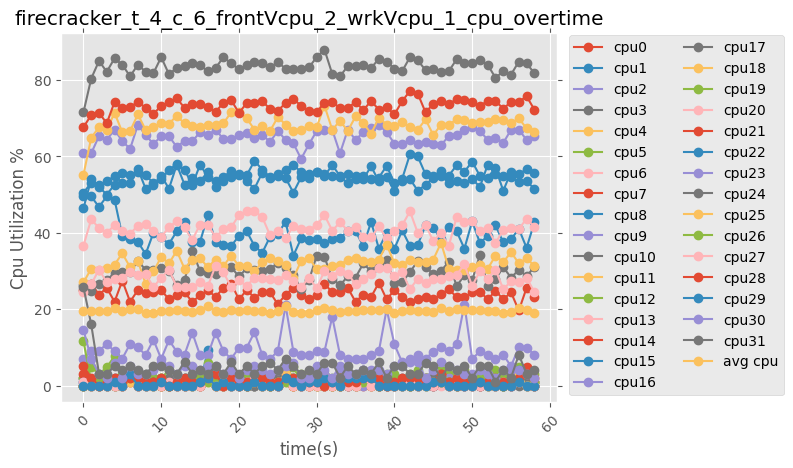 firecracker_t_4_c_6_frontVcpu_2_wrkVcpu_1_cpu_overtime
Cpu Utilization %
80
60
40
20
0
0
10
20
30
40
50
60
time(s)
cpu0
cpu1
cpu2
cpu3
cpu4
cpu5
cpu6
cpu7
cpu8
cpu9
cpu10
cpu11
cpu12
cpu13
cpu14
cpu15
cpu16
cpu17
cpu18
cpu19
cpu20
cpu21
cpu22
cpu23
cpu24
cpu25
cpu26
cpu27
cpu28
cpu29
cpu30
cpu31
avg cpu